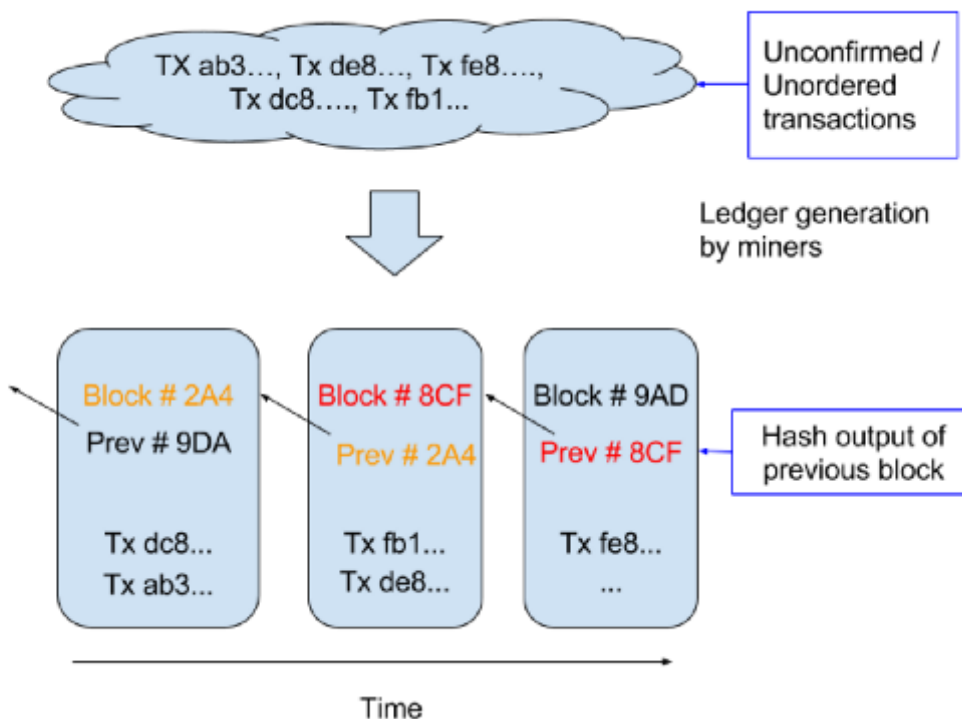 TX ab3..., Tx de8..., Tx fe8....,
Tx dc8...., Tx fb1...
Unconfirmed /
Unordered
transactions
Ledger generation
by miners
Block # 2A4
Prev # 9DA
Tx dc8...
Tx ab3...
Block # 8CF
Prev # 2A4
Tx fb1...
Tx de8...
Block # 9AD
Prev # 8CF
Tx fe8...
...
Hash output of
previous block
Time